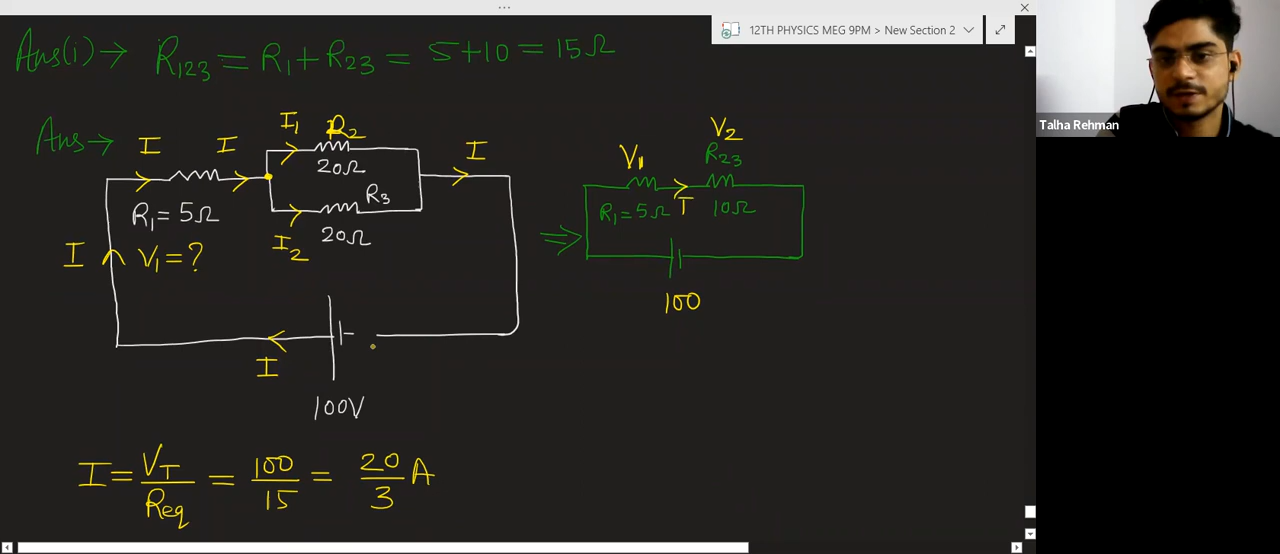 12TH PHYSICS MEG 9PM > New Section 2
Talha Rehman
Ans(i) → R₁₂₃ = R₁ + R₂₃ = 5+10 = 15Ω
Ans →
I
I
I₁
R₂
20Ω
I
R₁ = 5Ω
R₃
I₂
20Ω
I
V₁ = ?
I
100V
⇒
V₁
V₂
R₂₃
R₁ = 5Ω
I
10Ω
100
I = V_T/Req = 100/15 = 20/3 A